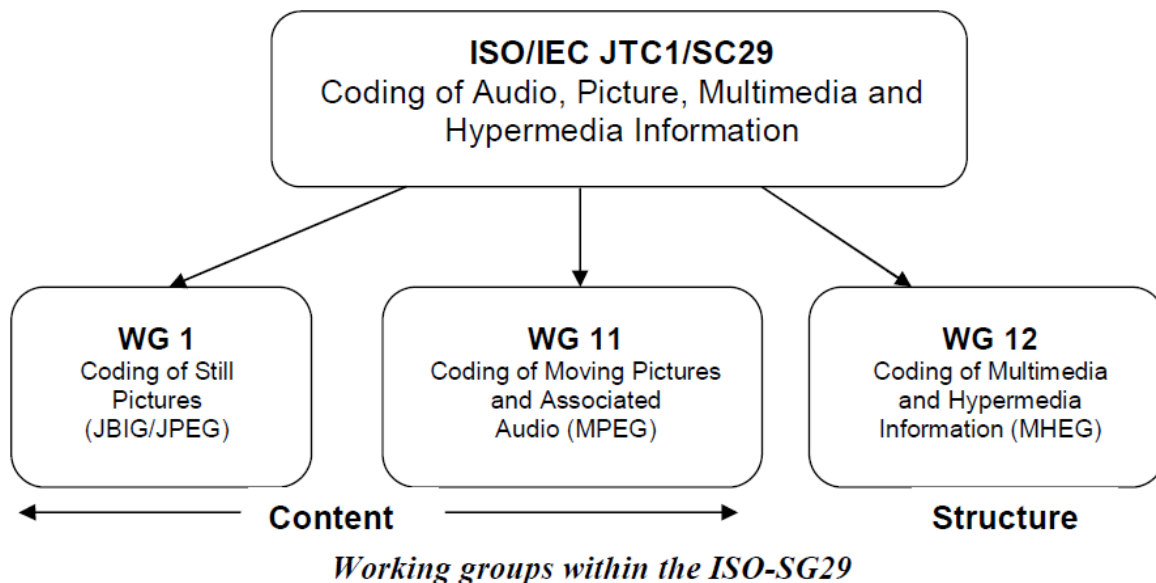 ISO/IEC JTC1/SC29
Coding of Audio, Picture, Multimedia and
Hypermedia Information
WG 1
Coding of Still
Pictures
(JBIG/JPEG)
WG 11
Coding of Moving Pictures
and Associated
Audio (MPEG)
WG 12
Coding of Multimedia
and Hypermedia
Information (MHEG)
Content
Structure
Working groups within the ISO-SG29